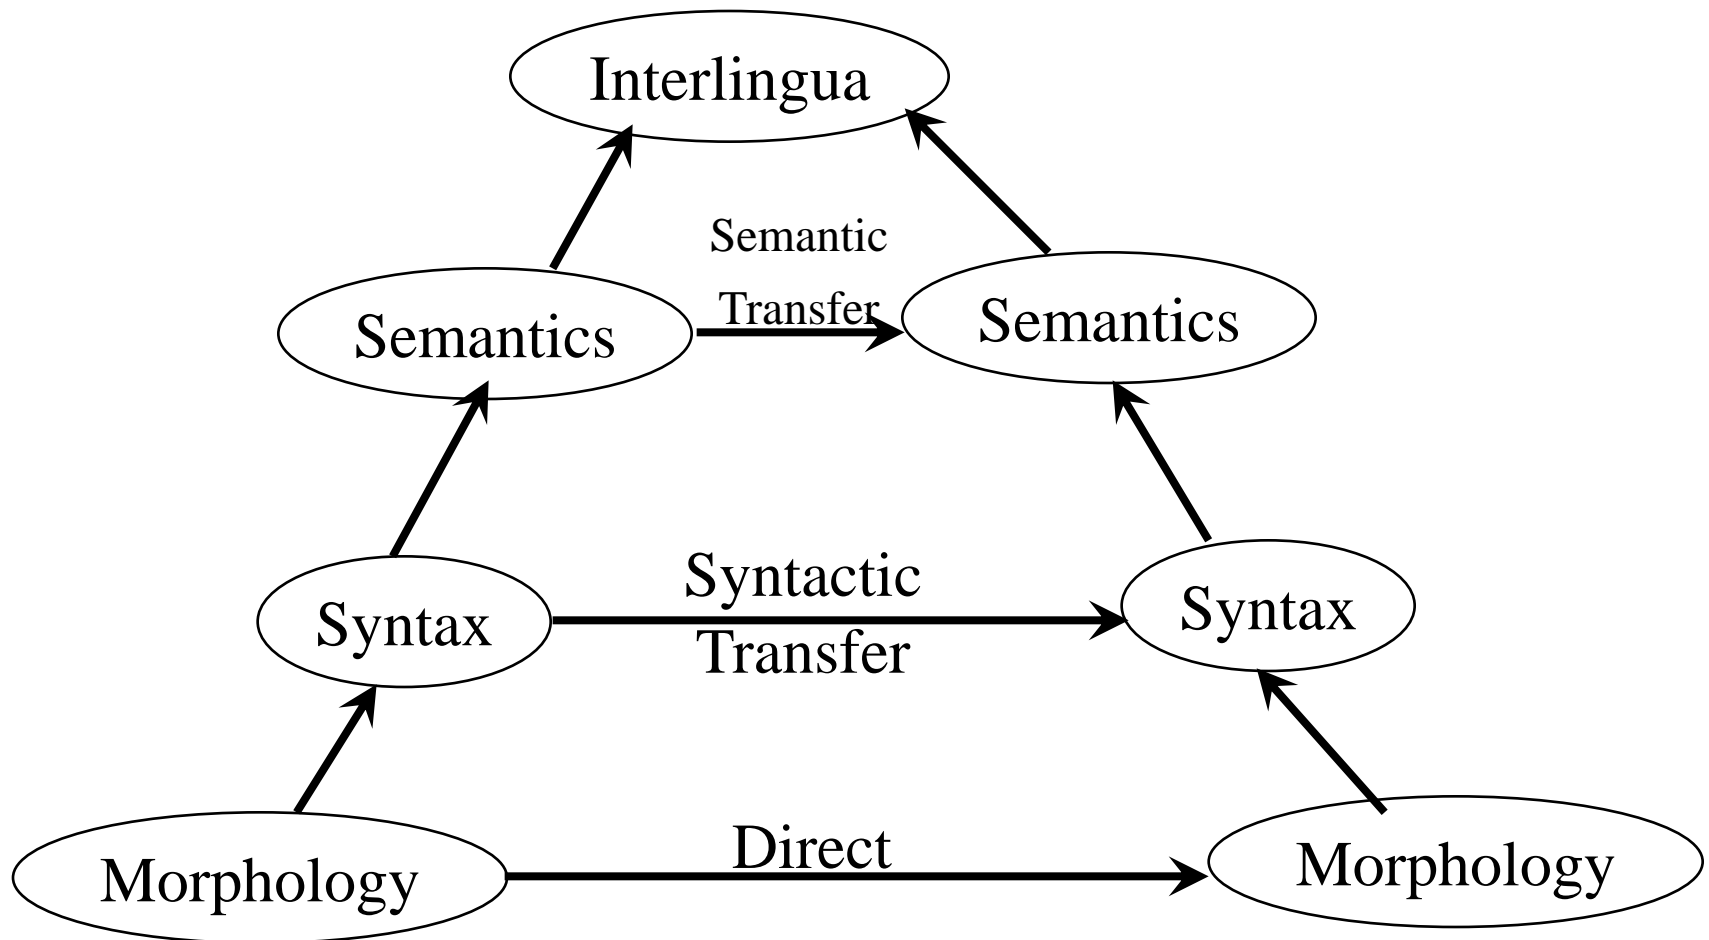 Interlingua
Semantic
Transfer
Semantics
Semantics
Syntactic
Transfer
Syntax
Syntax
Direct
Morphology
Morphology